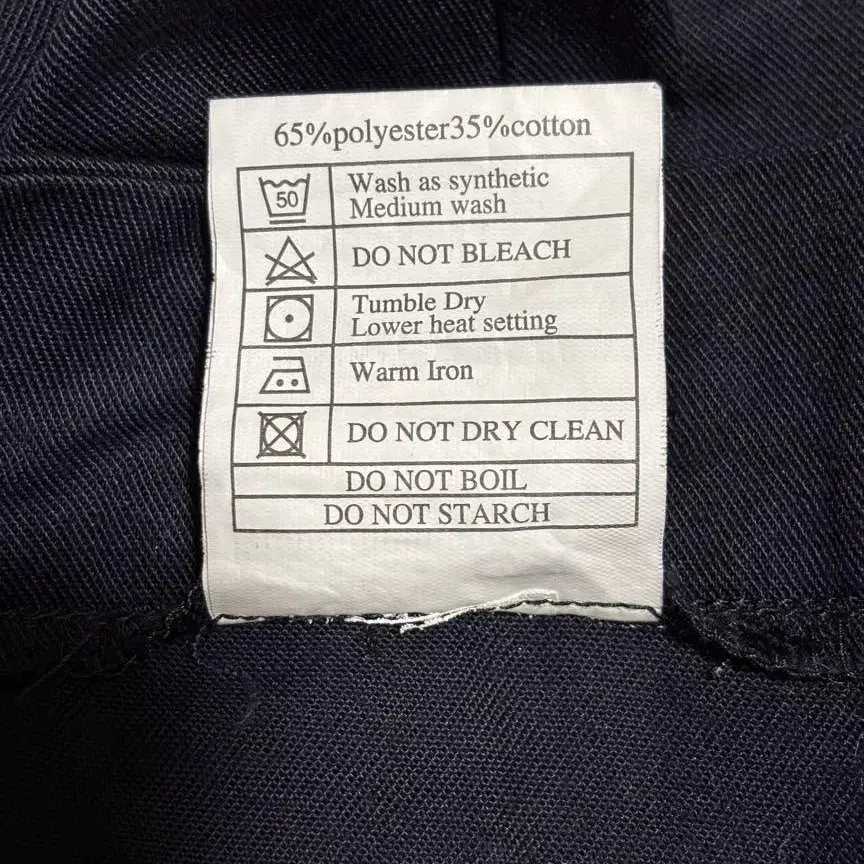 65%polyester35%cotton
50
Wash as synthetic
Medium wash
DO NOT BLEACH
Tumble Dry
Lower heat setting
Warm Iron
DO NOT DRY CLEAN
DO NOT BOIL
DO NOT STARCH